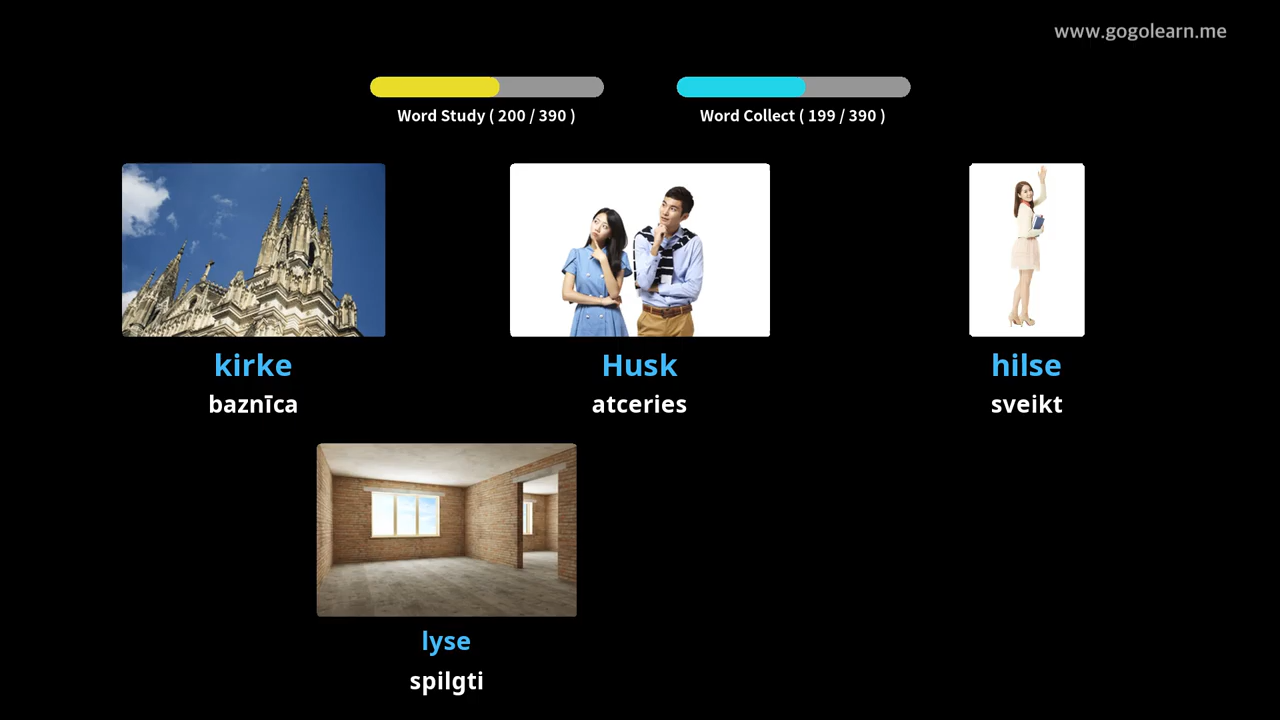 www.gogolearn.me
Word Study ( 200 / 390 )
Word Collect ( 199 / 390 )
kirke
baznīca
Husk
atceries
hilse
sveikt
lyse
spilgti